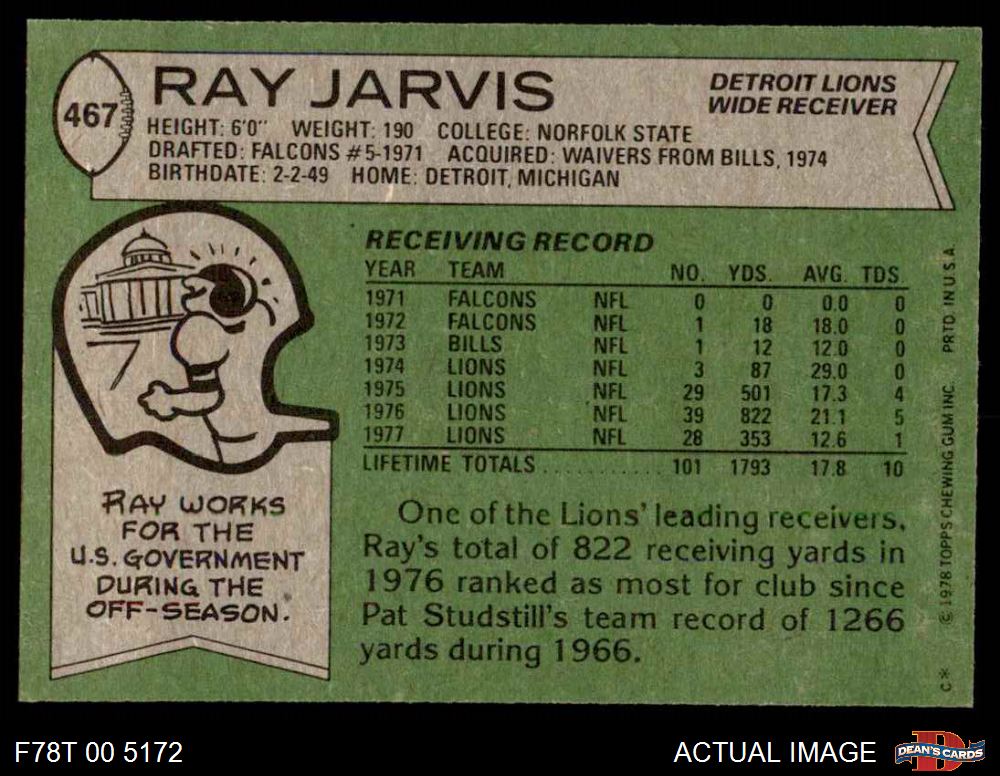 467
RAY JARVIS
DETROIT LIONS
WIDE RECEIVER
HEIGHT: 6'0" WEIGHT: 190 COLLEGE: NORFOLK STATE
DRAFTED: FALCONS #5-1971 ACQUIRED: WAIVERS FROM BILLS, 1974
BIRTHDATE: 2-2-49 HOME: DETROIT, MICHIGAN
RECEIVING RECORD
YEAR TEAM NO. YDS. AVG. TDS.
1971 FALCONS NFL 0 0 0.0 0
1972 FALCONS NFL 1 18 18.0 0
1973 BILLS NFL 1 12 12.0 0
1974 LIONS NFL 3 87 29.0 0
1975 LIONS NFL 29 501 17.3 4
1976 LIONS NFL 39 822 21.1 5
1977 LIONS NFL 28 353 12.6 1
LIFETIME TOTALS........... 101 1793 17.8 10
RAY WORKS
FOR THE
U.S. GOVERNMENT
DURING THE
OFF-SEASON.
One of the Lions' leading receivers,
Ray's total of 822 receiving yards in
1976 ranked as most for club since
Pat Studstill's team record of 1266
yards during 1966.
C* © 1978 TOPPS CHEWING GUM INC. PRTD. IN U.S.A.
F78T 00 5172
ACTUAL IMAGE
DEAN'S CARDS